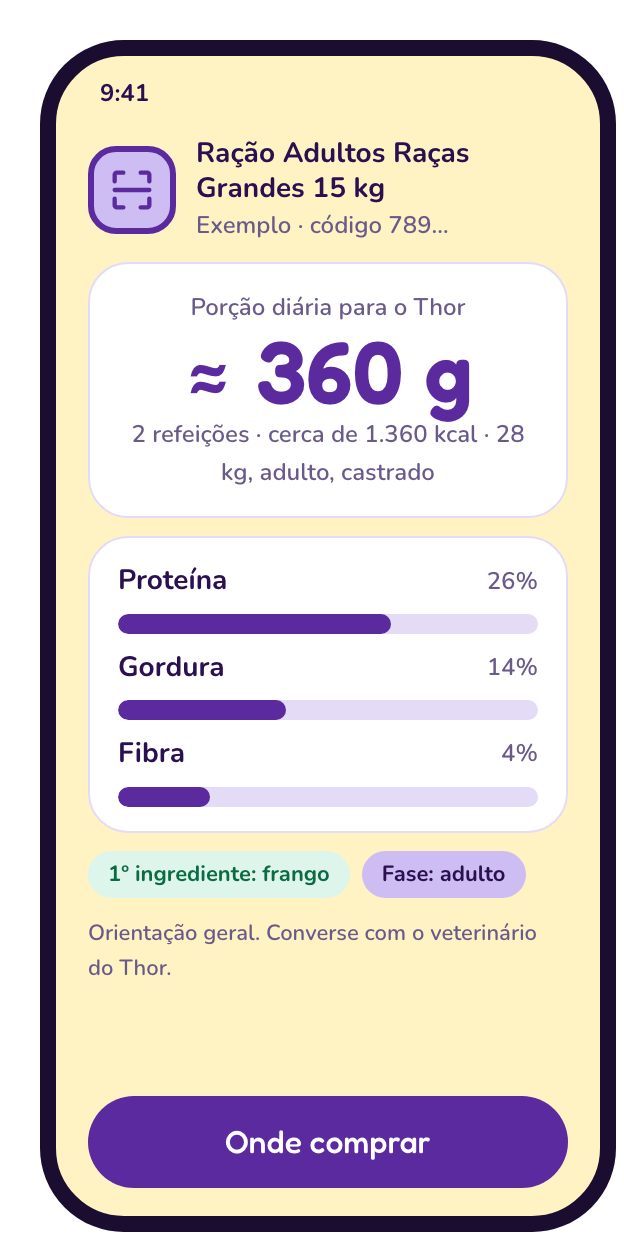 9:41
Ração Adultos Raças
Grandes 15 kg
Exemplo · código 789…
Porção diária para o Thor
≈ 360 g
2 refeições · cerca de 1.360 kcal · 28
kg, adulto, castrado
Proteína 26%
Gordura 14%
Fibra 4%
1º ingrediente: frango Fase: adulto
Orientação geral. Converse com o veterinário
do Thor.
Onde comprar